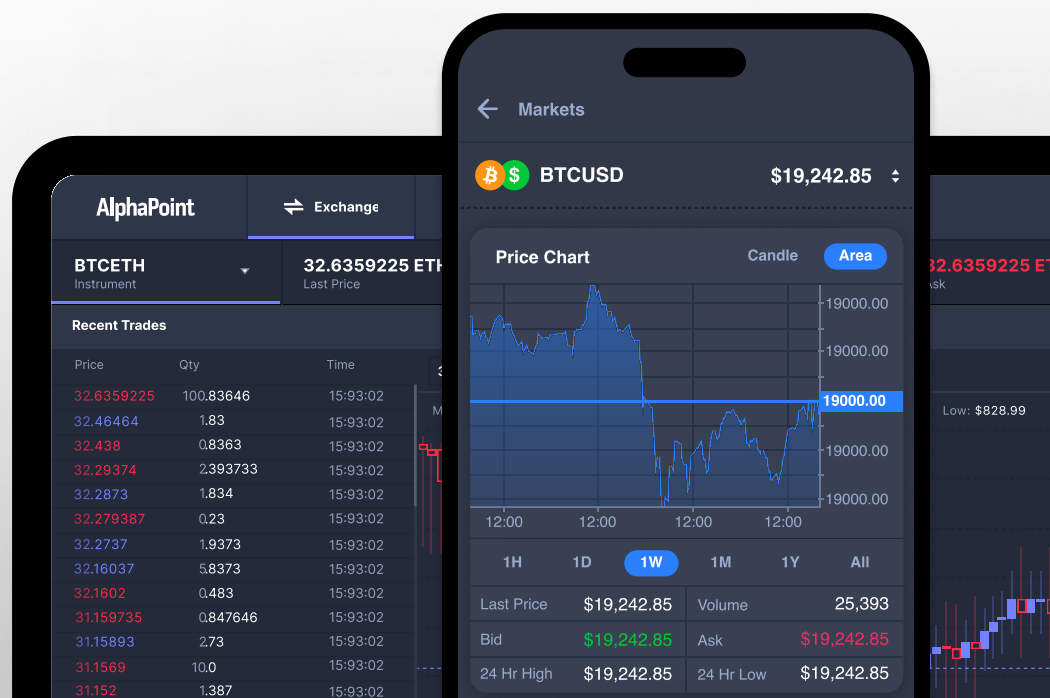 Markets
BTCUSD $19,242.85
Price Chart Candle Area
19000.00
19000.00
19000.00
19000.00
19000.00
12:00 12:00 12:00 12:00
1H 1D 1W 1M 1Y All
Last Price $19,242.85 Volume 25,393
Bid $19,242.85 Ask $19,242.85
24 Hr High $19,242.85 24 Hr Low $19,242.85
AlphaPoint Exchange
BTCETH
Instrument
32.6359225 ETH
Last Price
Recent Trades
Price Qty Time
32.6359225 100.83646 15:93:02
32.46464 1.83 15:93:02
32.438 0.8363 15:93:02
32.29374 2.393733 15:93:02
32.2873 1.834 15:93:02
32.279387 0.23 15:93:02
32.2737 1.9373 15:93:02
32.16037 5.8373 15:93:02
32.1602 0.483 15:93:02
31.159735 0.847646 15:93:02
31.15893 2.73 15:93:02
31.1569 10.0 15:93:02
31.152 1.387 15:93:02
32.6359225 ET
Ask
Low: $828.99